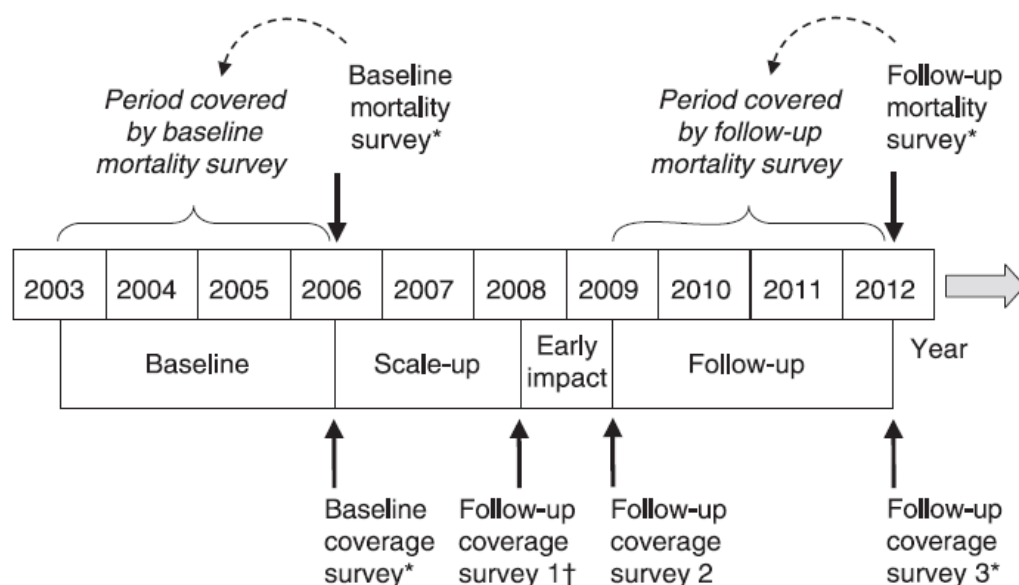 Period covered
by baseline
mortality survey
Baseline
mortality
survey*
Period covered
by follow-up
mortality survey
Follow-up
mortality
survey*
2003 2004 2005 2006 2007 2008 2009 2010 2011 2012
Baseline
Scale-up
Early
impact
Follow-up
Year
Baseline
coverage
survey*
Follow-up
coverage
survey 1†
Follow-up
coverage
survey 2
Follow-up
coverage
survey 3*